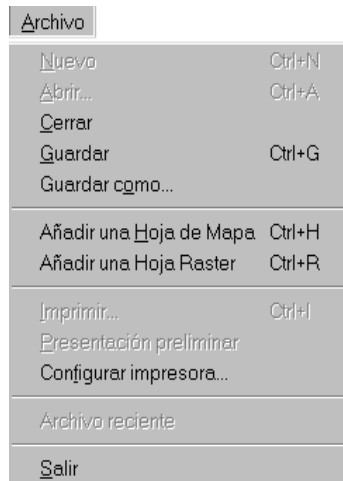 Archivo
Nuevo Ctrl+N
Abrir... Ctrl+A
Cerrar
Guardar Ctrl+G
Guardar como...
Añadir una Hoja de Mapa Ctrl+H
Añadir una Hoja Raster Ctrl+R
Imprimir... Ctrl+I
Presentación preliminar
Configurar impresora...
Archivo reciente
Salir